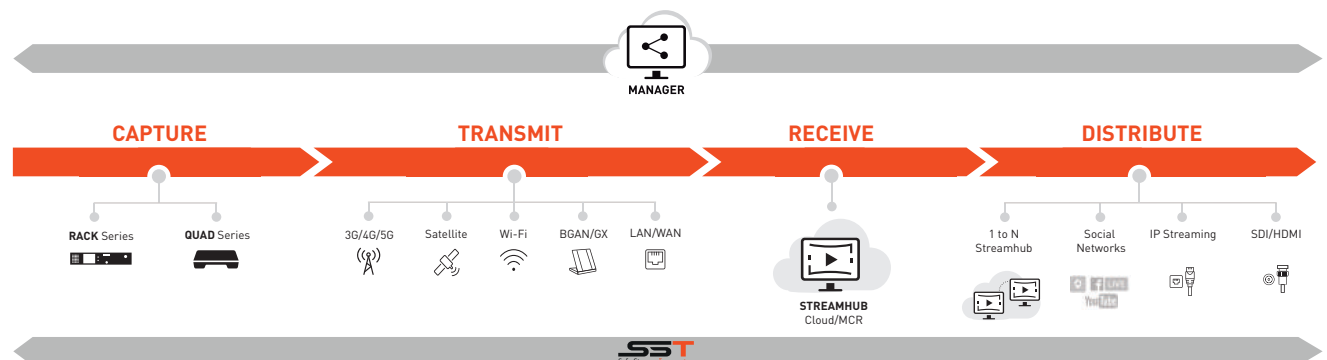 MANAGER
CAPTURE
TRANSMIT
RECEIVE
DISTRIBUTE
RACK Series
QUAD Series
3G/4G/5G
Satellite
Wi-Fi
BGAN/GX
LAN/WAN
STREAMHUB
Cloud/MCR
1 to N
Streamhub
Social
Networks
IP Streaming
SDI/HDMI
LIVE
YouTube
SST